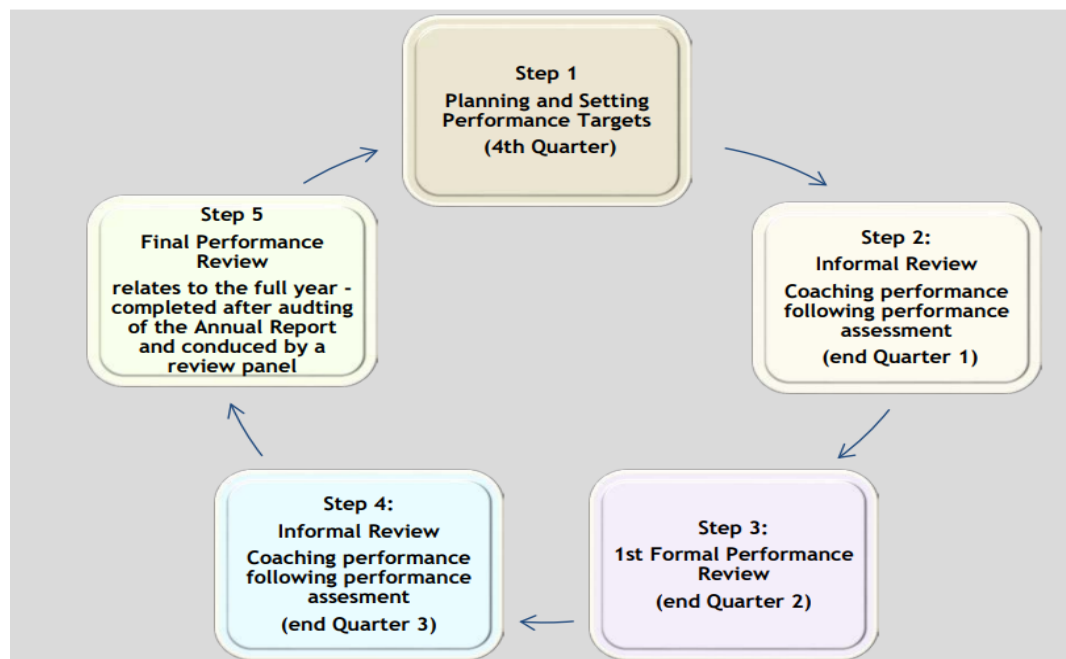 Step 1
Planning and Setting
Performance Targets
(4th Quarter)
Step 2:
Informal Review
Coaching performance
following performance
assessment
(end Quarter 1)
Step 3:
1st Formal Performance
Review
(end Quarter 2)
Step 4:
Informal Review
Coaching performance
following performance
assesment
(end Quarter 3)
Step 5
Final Performance
Review
relates to the full year -
completed after audting
of the Annual Report
and conduced by a
review panel